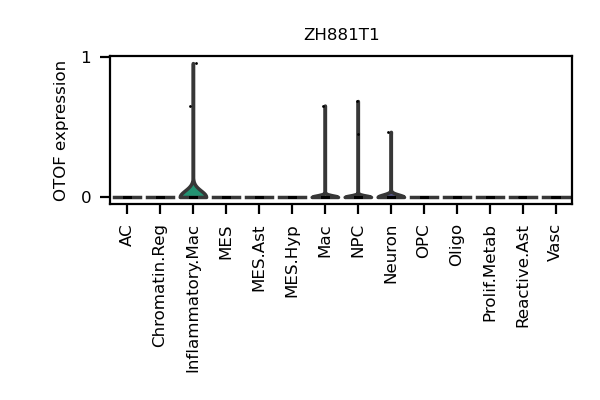 ZH881T1
OTOF expression
1
0
AC
Chromatin.Reg
Inflammatory.Mac
MES
MES.Ast
MES.Hyp
Mac
NPC
Neuron
OPC
Oligo
Prolif.Metab
Reactive.Ast
Vasc